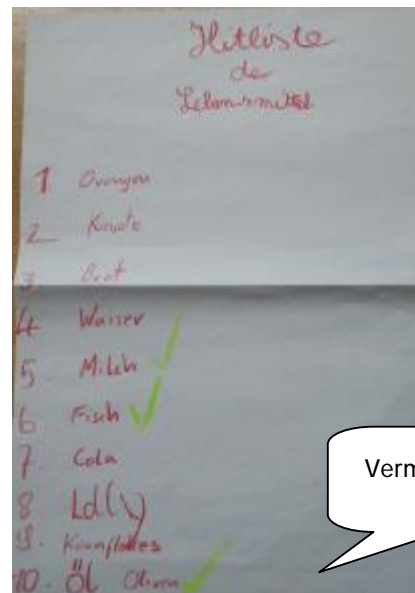 Hitliste
der
Lebensmittel
1 Orangen
2
3 Brot
4 Wasser
5. Milch
6 Fisch
7. Cola
8
9. Kornflakes
10. Öl Oliven
Verm